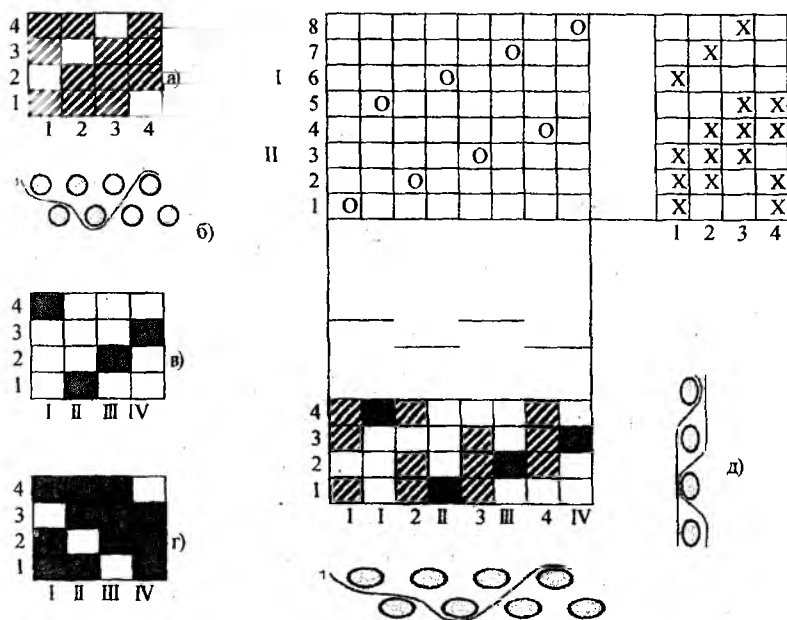 4
3
2
1
1 2 3 4
а)
б)
4
3
2
1
I II III IV
в)
4
3
2
1
I II III IV
г)
I
II
8 O X
7 O X
6 O X
5 O X X
4 O X X X
3 O X X X
2 O X X X
1 O X X
1 2 3 4
4
3
2
1
1 I 2 II 3 III 4 IV
д)